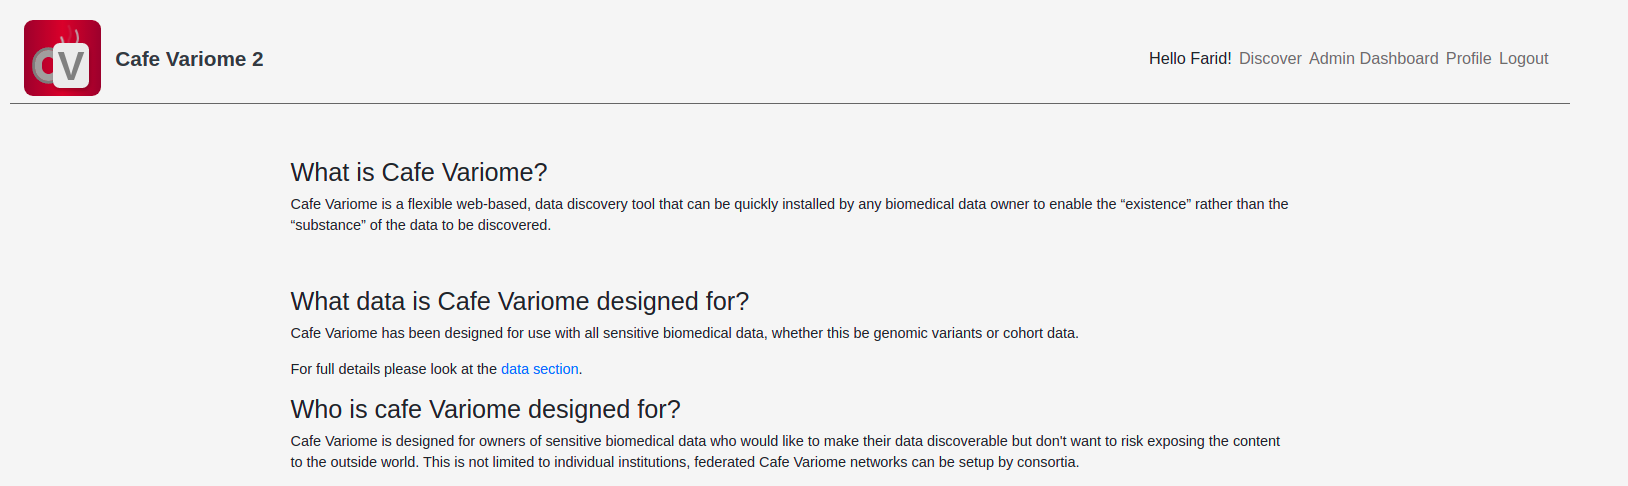 CV
Cafe Variome 2
Hello Farid! Discover Admin Dashboard Profile Logout
What is Cafe Variome?
Cafe Variome is a flexible web-based, data discovery tool that can be quickly installed by any biomedical data owner to enable the “existence” rather than the
“substance” of the data to be discovered.
What data is Cafe Variome designed for?
Cafe Variome has been designed for use with all sensitive biomedical data, whether this be genomic variants or cohort data.
For full details please look at the data section.
Who is cafe Variome designed for?
Cafe Variome is designed for owners of sensitive biomedical data who would like to make their data discoverable but don't want to risk exposing the content
to the outside world. This is not limited to individual institutions, federated Cafe Variome networks can be setup by consortia.